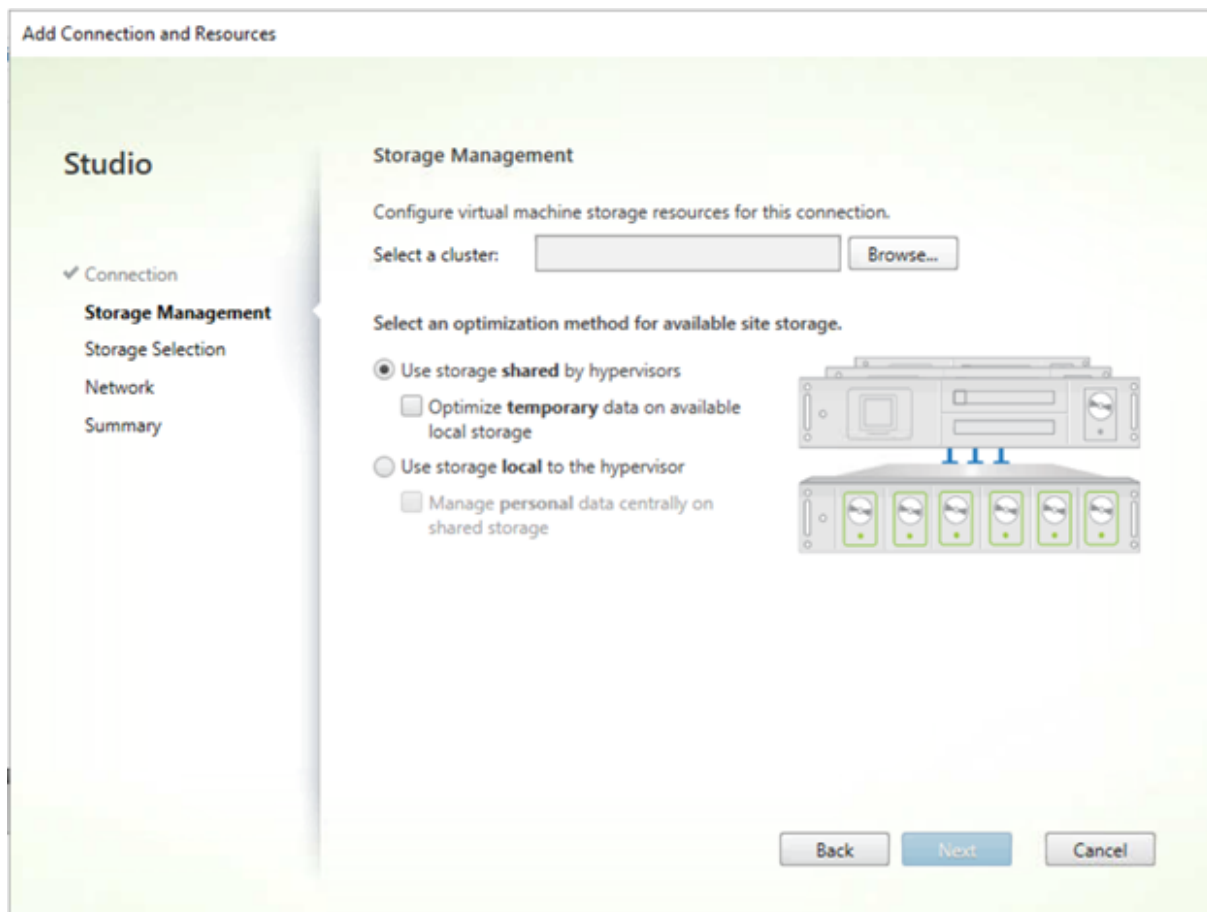 Add Connection and Resources
Studio
✔ Connection
Storage Management
Storage Selection
Network
Summary
Storage Management
Configure virtual machine storage resources for this connection.
Select a cluster:
Browse...
Select an optimization method for available site storage.
Use storage shared by hypervisors
Optimize temporary data on available
local storage
Use storage local to the hypervisor
Manage personal data centrally on
shared storage
Back
Next
Cancel